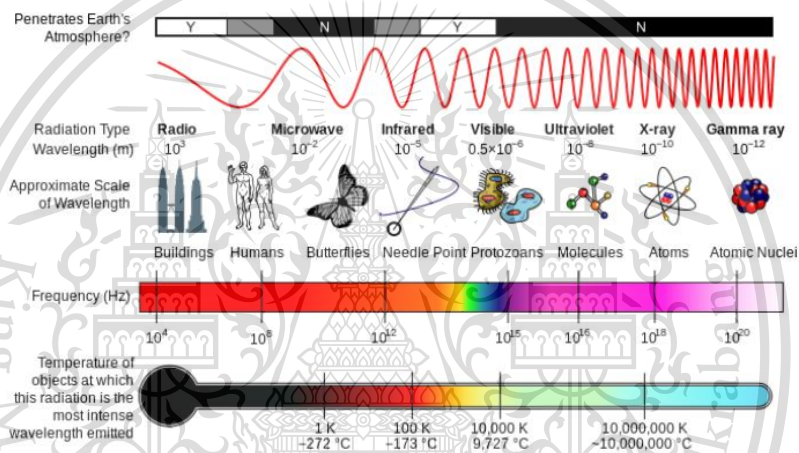 Penetrates Earth's
Atmosphere?
Y N Y N
Radiation Type
Radio Microwave Infrared Visible Ultraviolet X-ray Gamma ray
Wavelength (m)
10³ 10⁻² 10⁻⁵ 0.5×10⁻⁶ 10⁻⁸ 10⁻¹⁰ 10⁻¹²
Approximate Scale
of Wavelength
Buildings Humans Butterflies Needle Point Protozoans Molecules Atoms Atomic Nuclei
Frequency (Hz)
10⁴ 10⁸ 10¹² 10¹⁵ 10¹⁶ 10¹⁸ 10²⁰
Temperature of
objects at which
this radiation is the
most intense
wavelength emitted
1 K 100 K 10,000 K 10,000,000 K
−272 °C −173 °C 9,727 °C ~10,000,000 °C